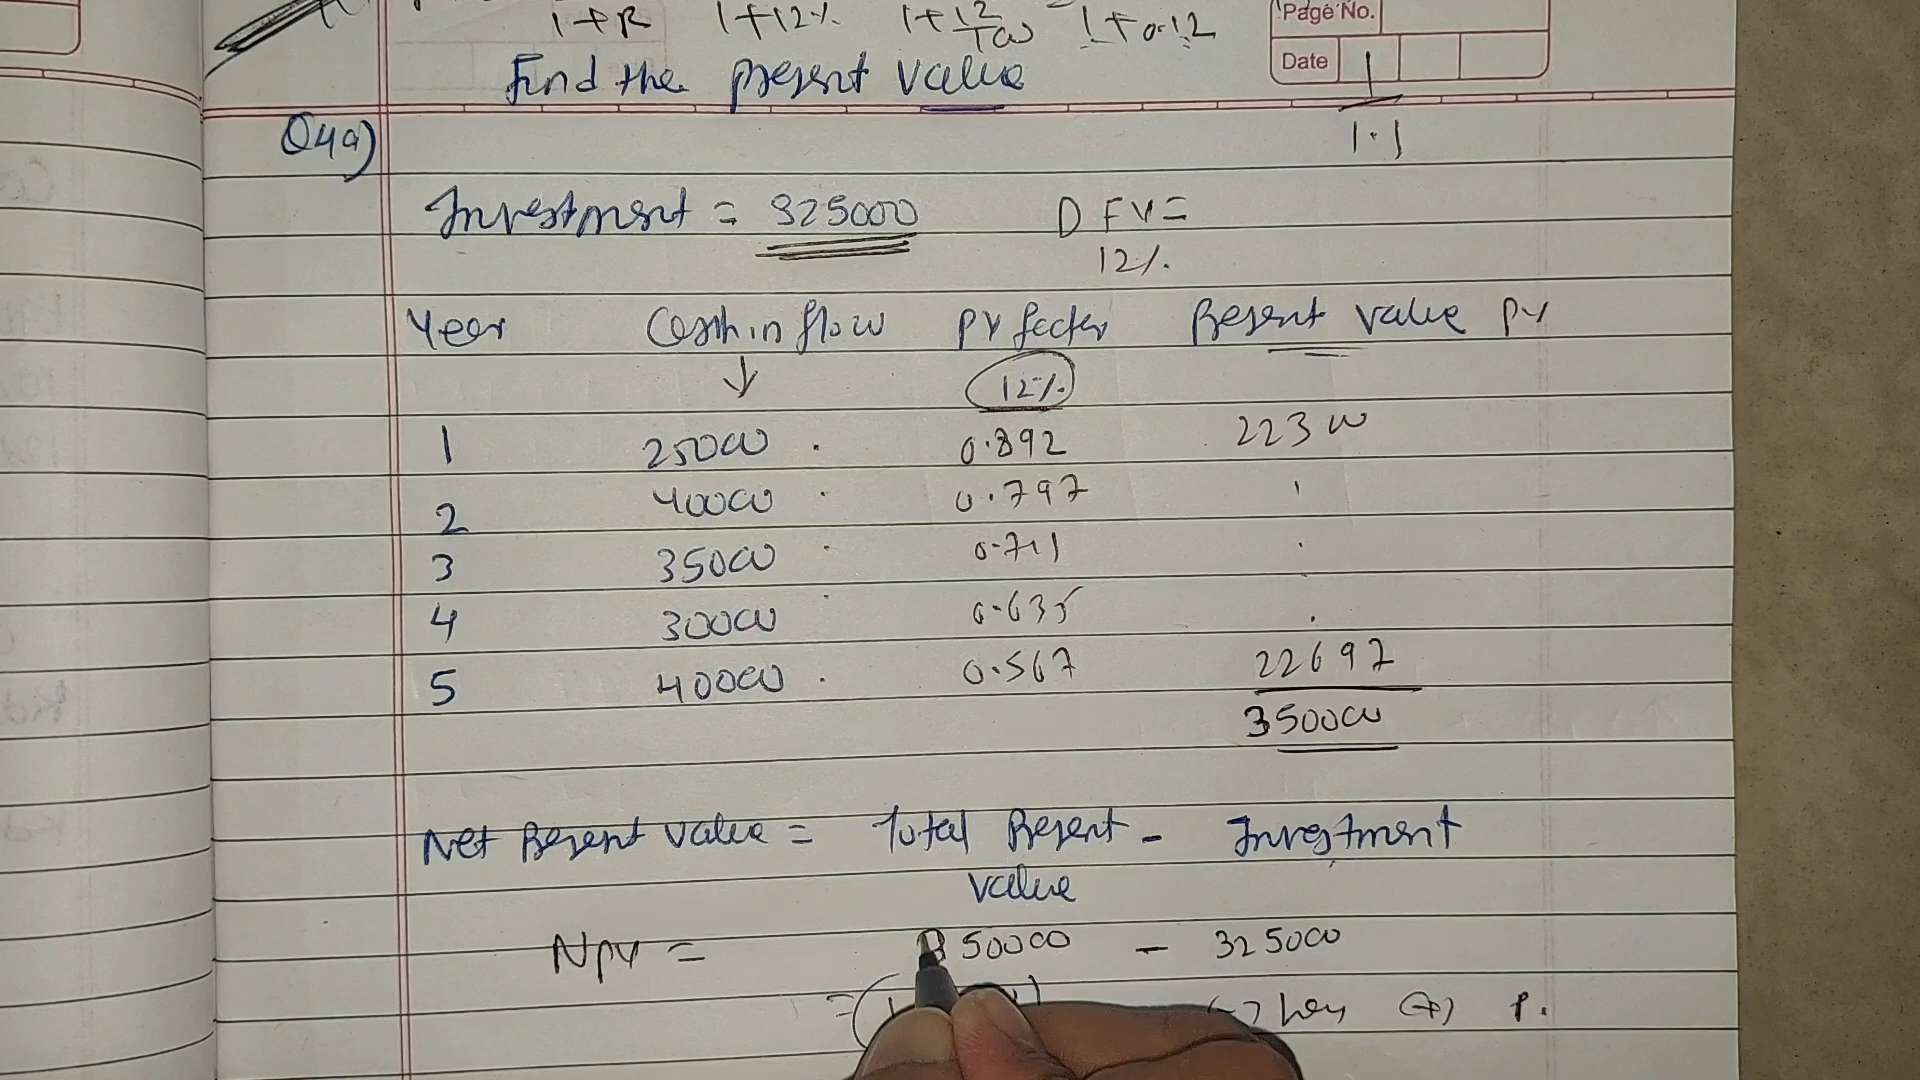 1+R 1+12% 1+12/100 1+0.12
Page No.
Find the present value
Date 1
1.1
Q4a)
Investment = 325000 DFV =
12%
Year Cash inflow PV factor Present value PV
12%
1 25000 0.892 22300
2 40000 0.797
3 35000 0.711
4 30000 0.635
5 40000 0.567 22697
350000
Net Present value = Total Present - Investment
value
NPV = 350000 - 325000
= (-) (+) P.